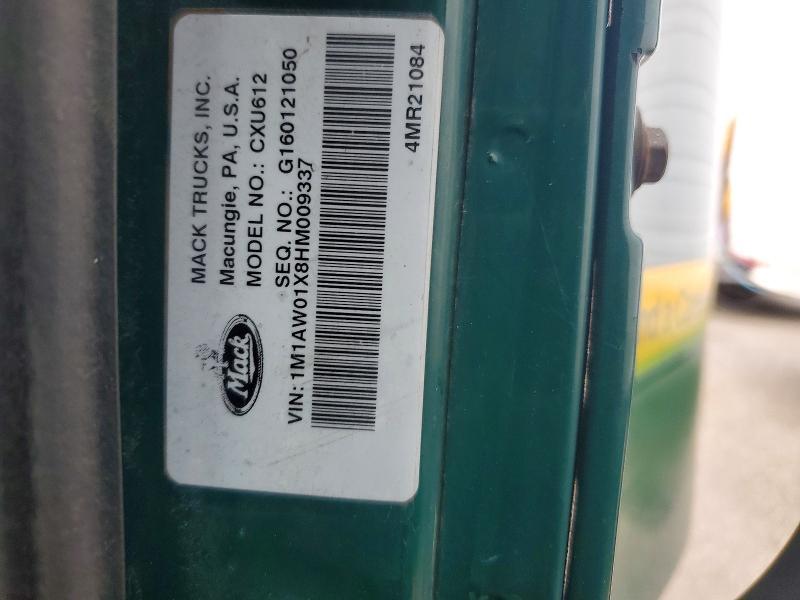 MACK TRUCKS, INC.
Macungie, PA, U.S.A.
MODEL NO.: CXU612
SEQ. NO.: G160121050
Mack
VIN: 1M1AW01X8HM009337
4MR21084